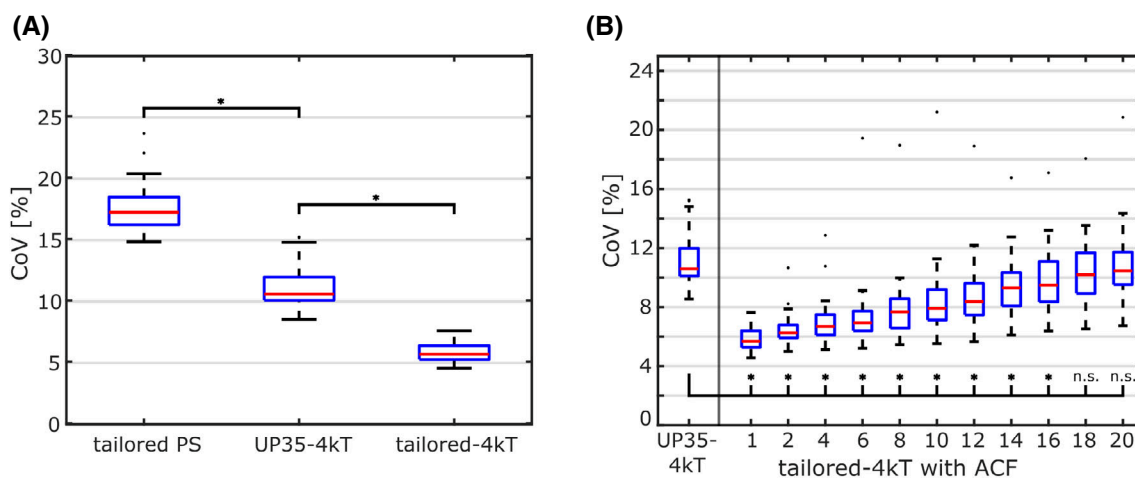 (A)
CoV [%]
30
25
20
15
10
5
0
*
*
tailored PS UP35-4kT tailored-4kT
(B)
CoV [%]
24
20
16
12
8
4
0
* * * * * * * * * n.s. n.s.
UP35-
4kT
1 2 4 6 8 10 12 14 16 18 20
tailored-4kT with ACF